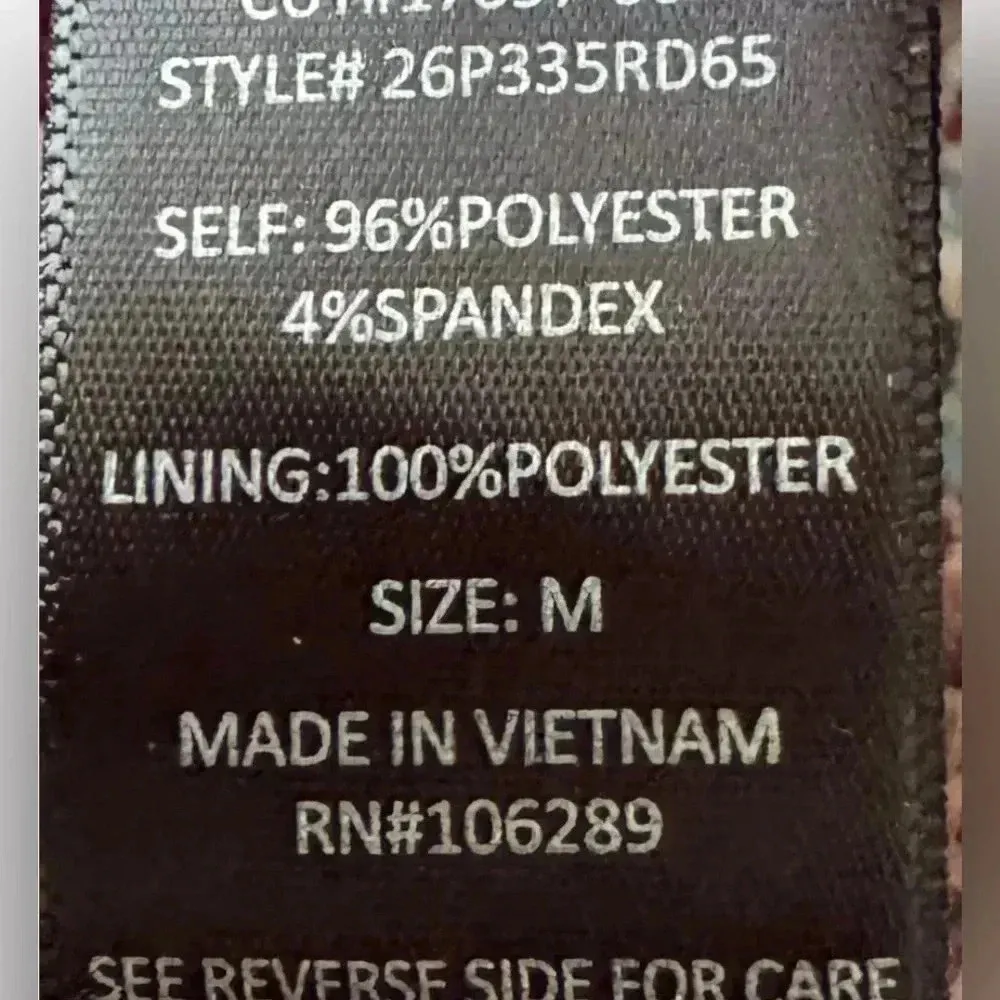 STYLE# 26P335RD65
SELF: 96%POLYESTER
4%SPANDEX
LINING:100%POLYESTER
SIZE: M
MADE IN VIETNAM
RN#106289
SEE REVERSE SIDE FOR CARE